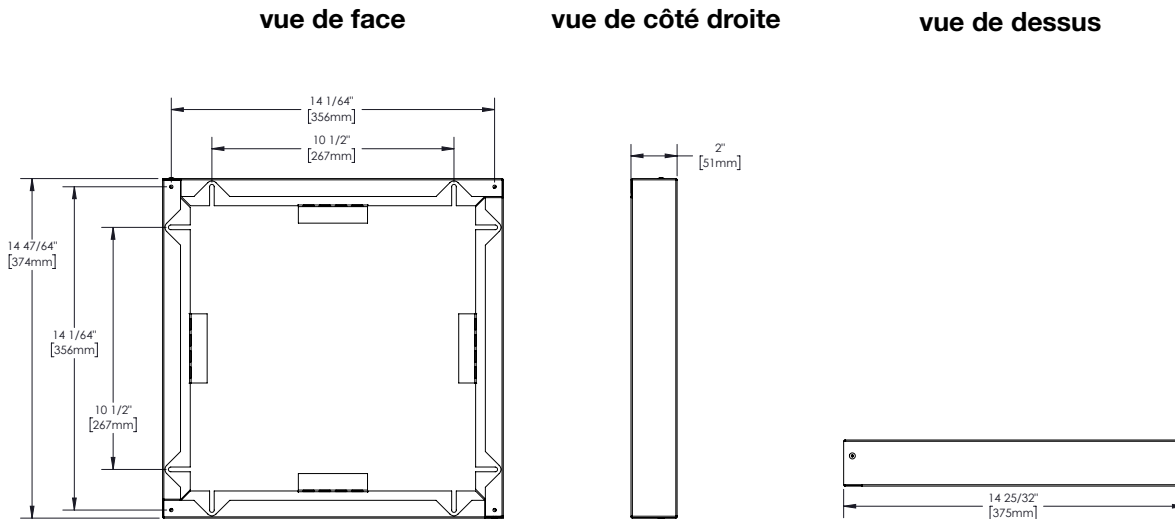 vue de face
vue de côté droite
vue de dessus
14 1/64"
[356mm]
10 1/2"
[267mm]
2"
[51mm]
14 47/64"
[374mm]
14 1/64"
[356mm]
10 1/2"
[267mm]
14 25/32"
[375mm]